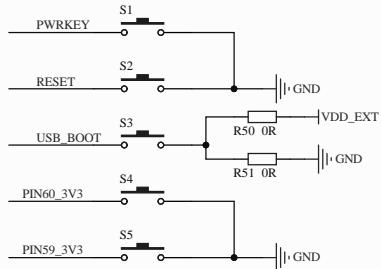 S1
PWRKEY
S2
RESET
GND
S3
USB_BOOT
R50 0R
VDD_EXT
R51 0R
GND
S4
PIN60_3V3
S5
PIN59_3V3
GND